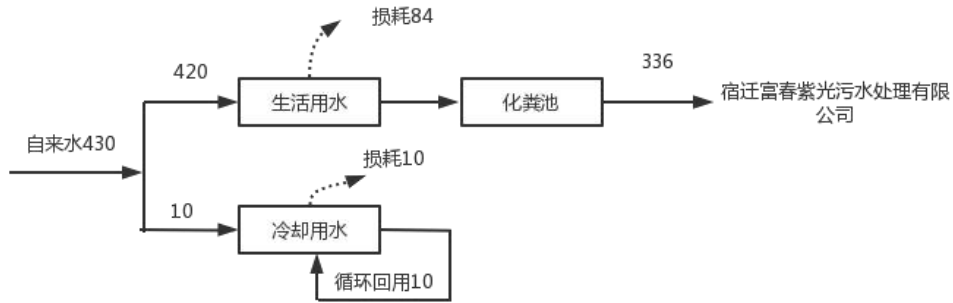 损耗84
420
336
生活用水
化粪池
宿迁富春紫光污水处理有限
公司
自来水430
损耗10
10
冷却用水
循环回用10